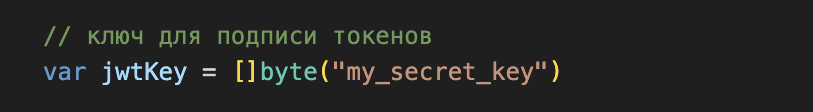 // ключ для подписи токенов
var jwtKey = []byte("my_secret_key")